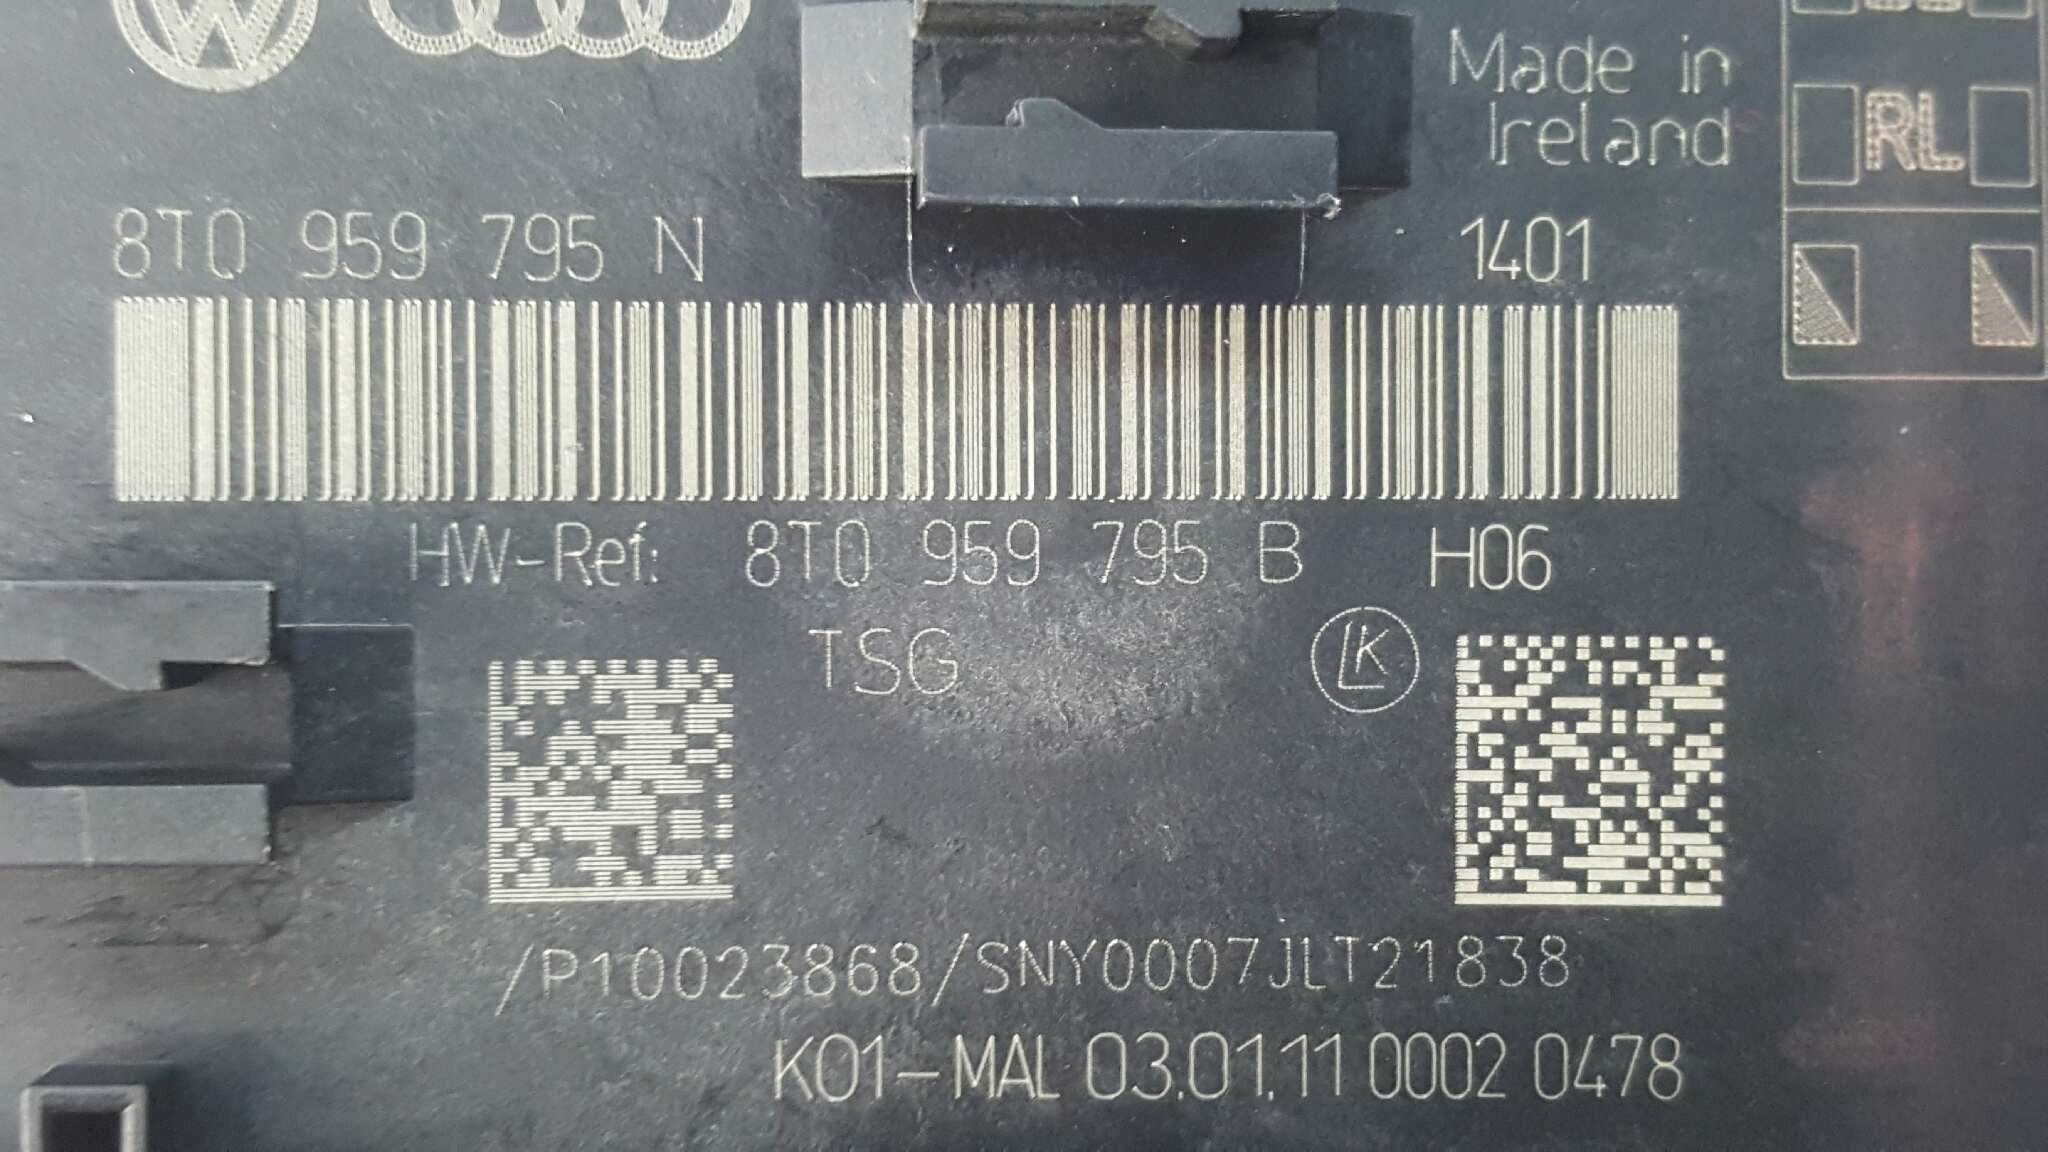 Made in
Ireland
RL
8T0 959 795 N 1401
HW-Ref: 8T0 959 795 B H06
TSG LK
/P10023868/SNY0007JLT21838
K01-MAL 03.01.11 0002 0478